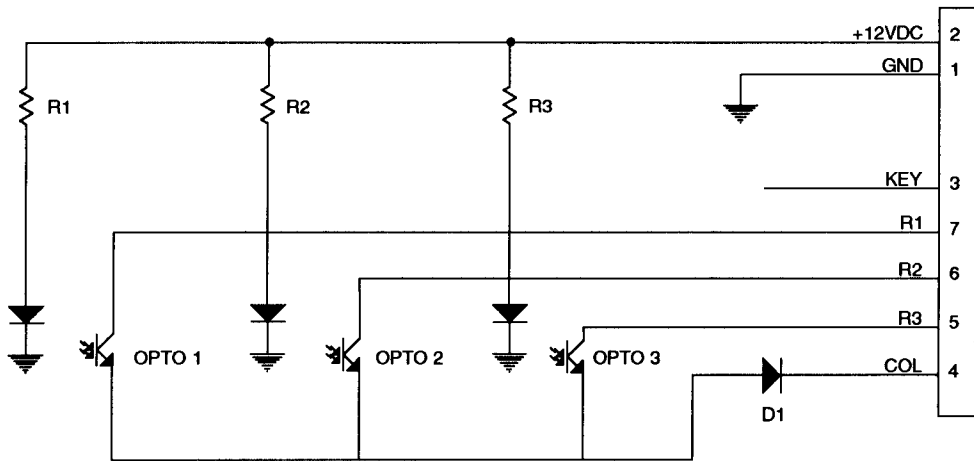 +12VDC 2
GND 1
R1 R2 R3
KEY 3
R1 7
R2 6
R3 5
OPTO 1 OPTO 2 OPTO 3
COL 4
D1